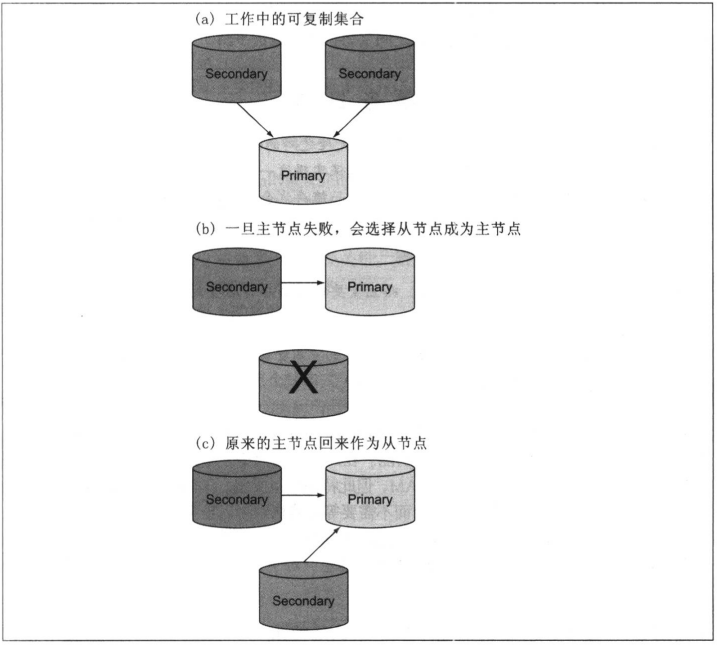 (a) 工作中的可复制集合
Secondary Secondary
Primary
(b) 一旦主节点失败，会选择从节点成为主节点
Secondary Primary
X
(c) 原来的主节点回来作为从节点
Secondary Primary
Secondary